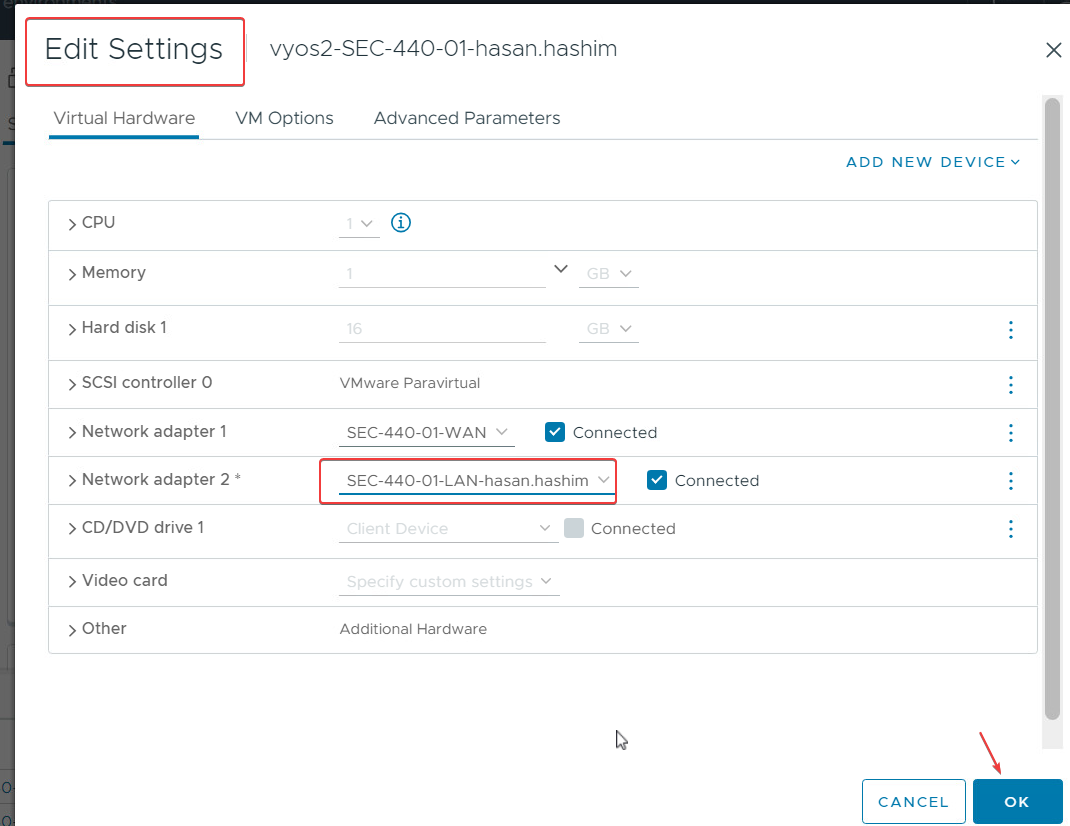 Edit Settings
vyos2-SEC-440-01-hasan.hashim
Virtual Hardware
VM Options
Advanced Parameters
ADD NEW DEVICE
CPU
1
Memory
1
GB
Hard disk 1
16
GB
SCSI controller 0
VMware Paravirtual
Network adapter 1
SEC-440-01-WAN
Connected
Network adapter 2 *
SEC-440-01-LAN-hasan.hashim
Connected
CD/DVD drive 1
Client Device
Connected
Video card
Specify custom settings
Other
Additional Hardware
CANCEL
OK